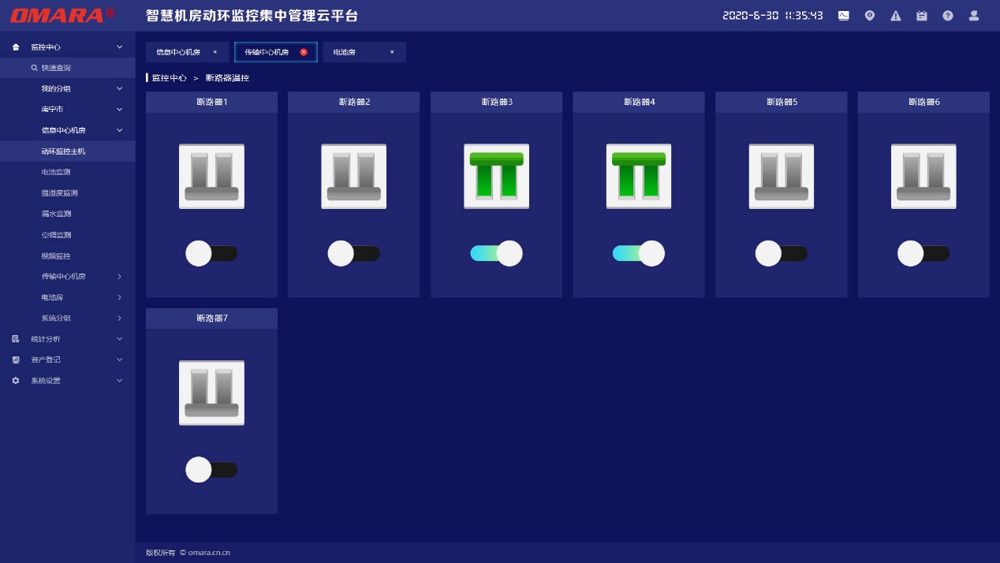 OMARA®
智慧机房动环监控集中管理云平台
2020-6-30 11:35:43
监控中心
快速查询
我的分组
南宁市
信息中心机房
动环监控主机
电池监测
温湿度监测
漏水监测
空调监测
视频监控
传输中心机房
电池房
系统分组
统计分析
资产登记
系统设置
信息中心机房 ×
传输中心机房 ×
电池房 ×
监控中心 > 断路器温控
断路器1
断路器2
断路器3
断路器4
断路器5
断路器6
断路器7
版权所有 © omara.cn.cn